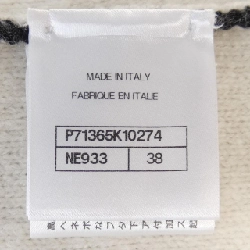 MADE IN ITALY
FABRIQUE EN ITALIE
P71365K10274
NE933 38